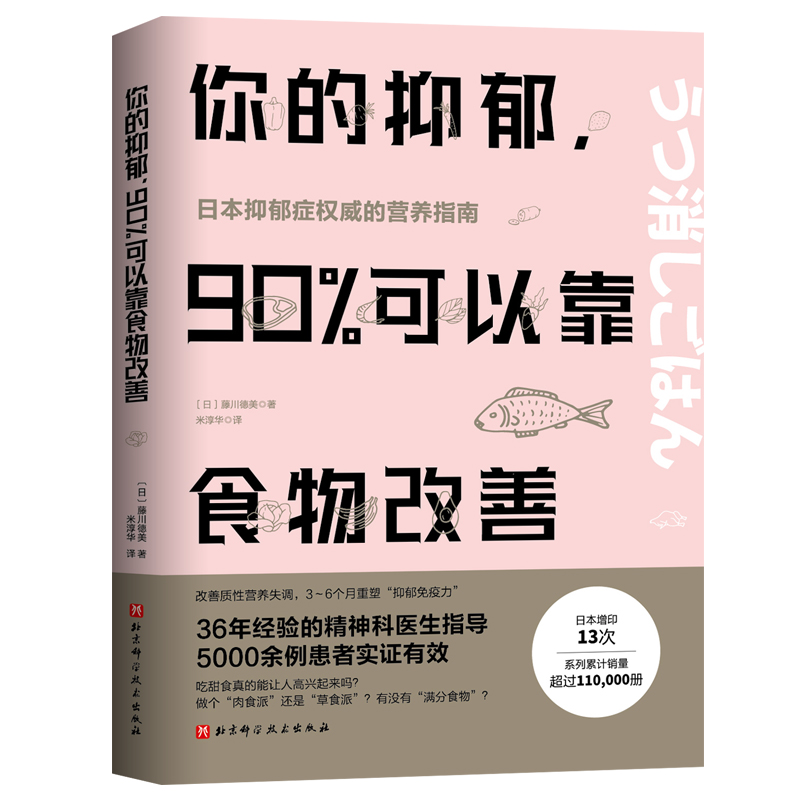 你的抑郁，
日本抑郁症权威的营养指南
90%可以靠
［日］藤川德美◇著
米淳华◇译
食物改善
うつ消しごはん
改善质性营养失调，3～6个月重塑“抑郁免疫力”
36年经验的精神科医生指导
5000余例患者实证有效
吃甜食真的能让人高兴起来吗？
做个“肉食派”还是“草食派”？有没有“满分食物”？
北京科学技术出版社
日本增印
13次
系列累计销量
超过110,000册
你的抑郁，90%可以靠食物改善
［日］藤川德美 著
米淳华 译
北京科学技术出版社